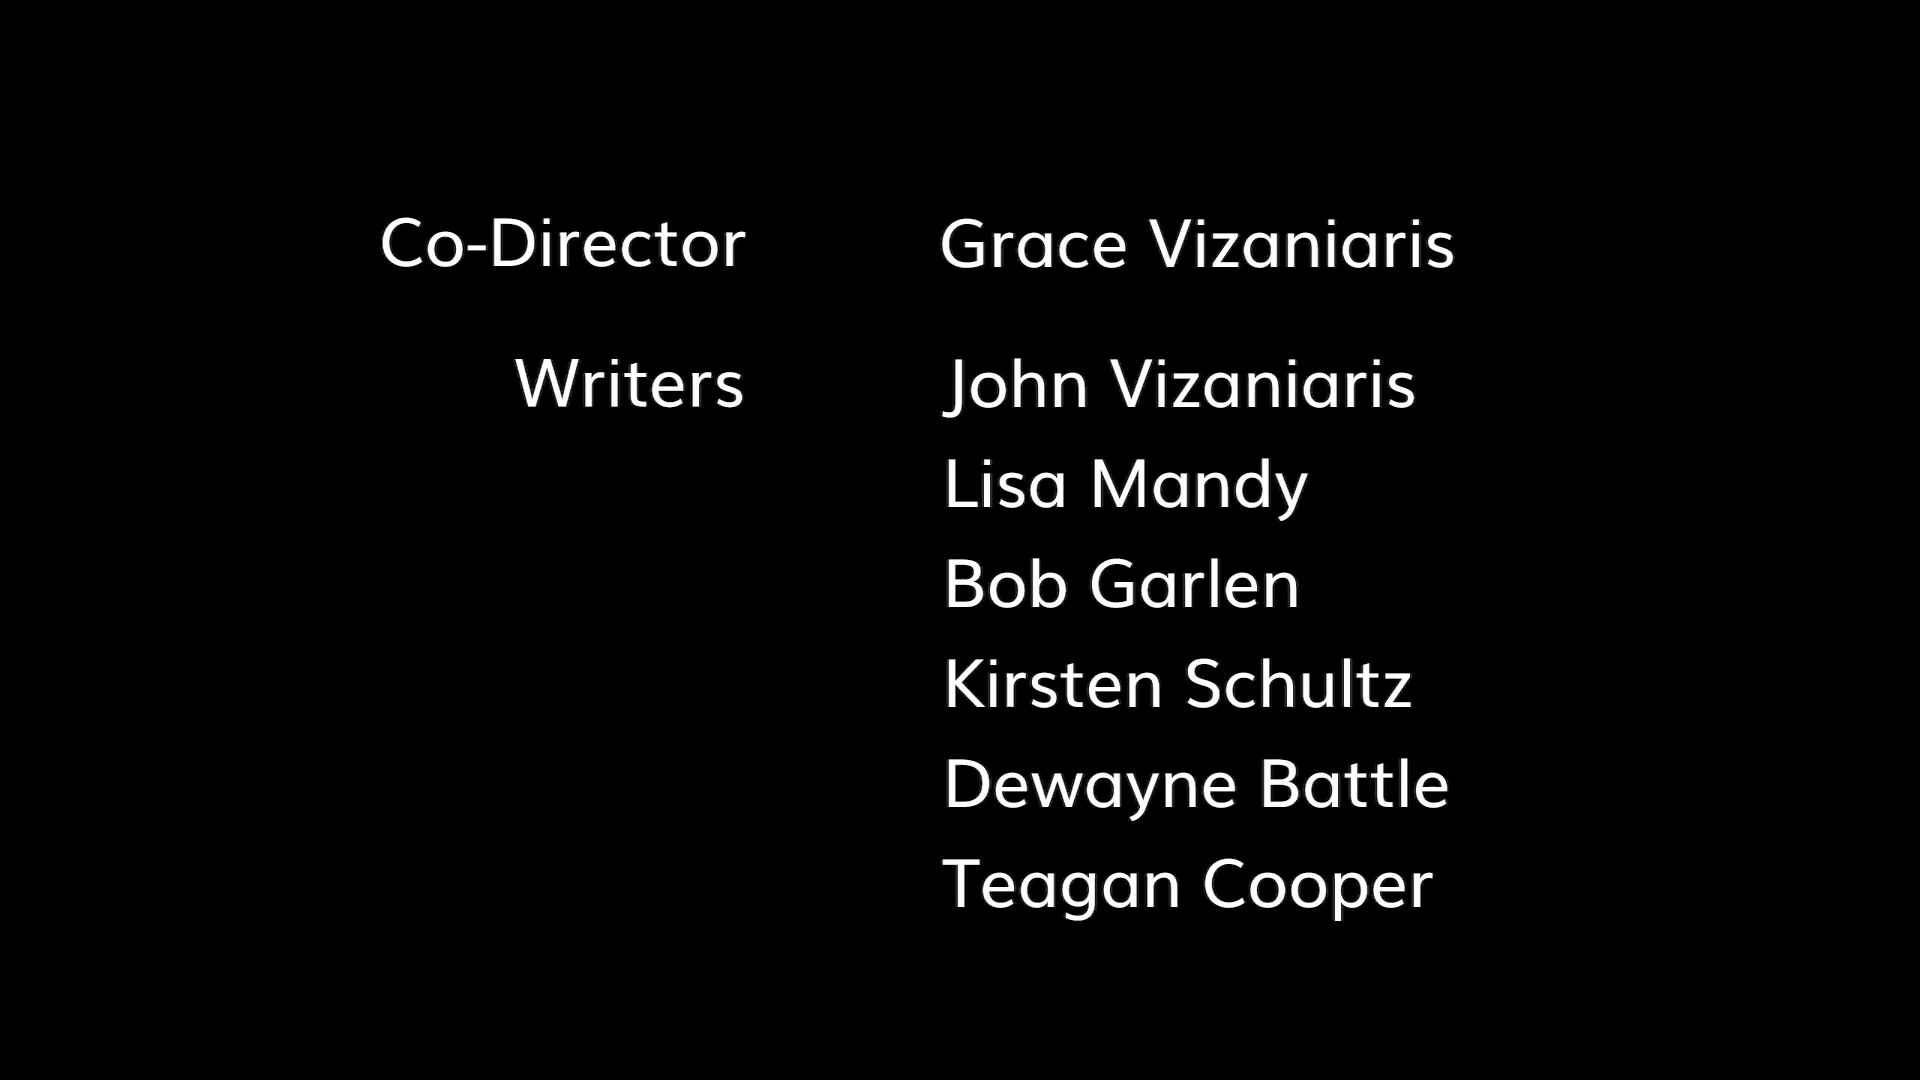 Co-Director Grace Vizaniaris
Writers John Vizaniaris
Lisa Mandy
Bob Garlen
Kirsten Schultz
Dewayne Battle
Teagan Cooper